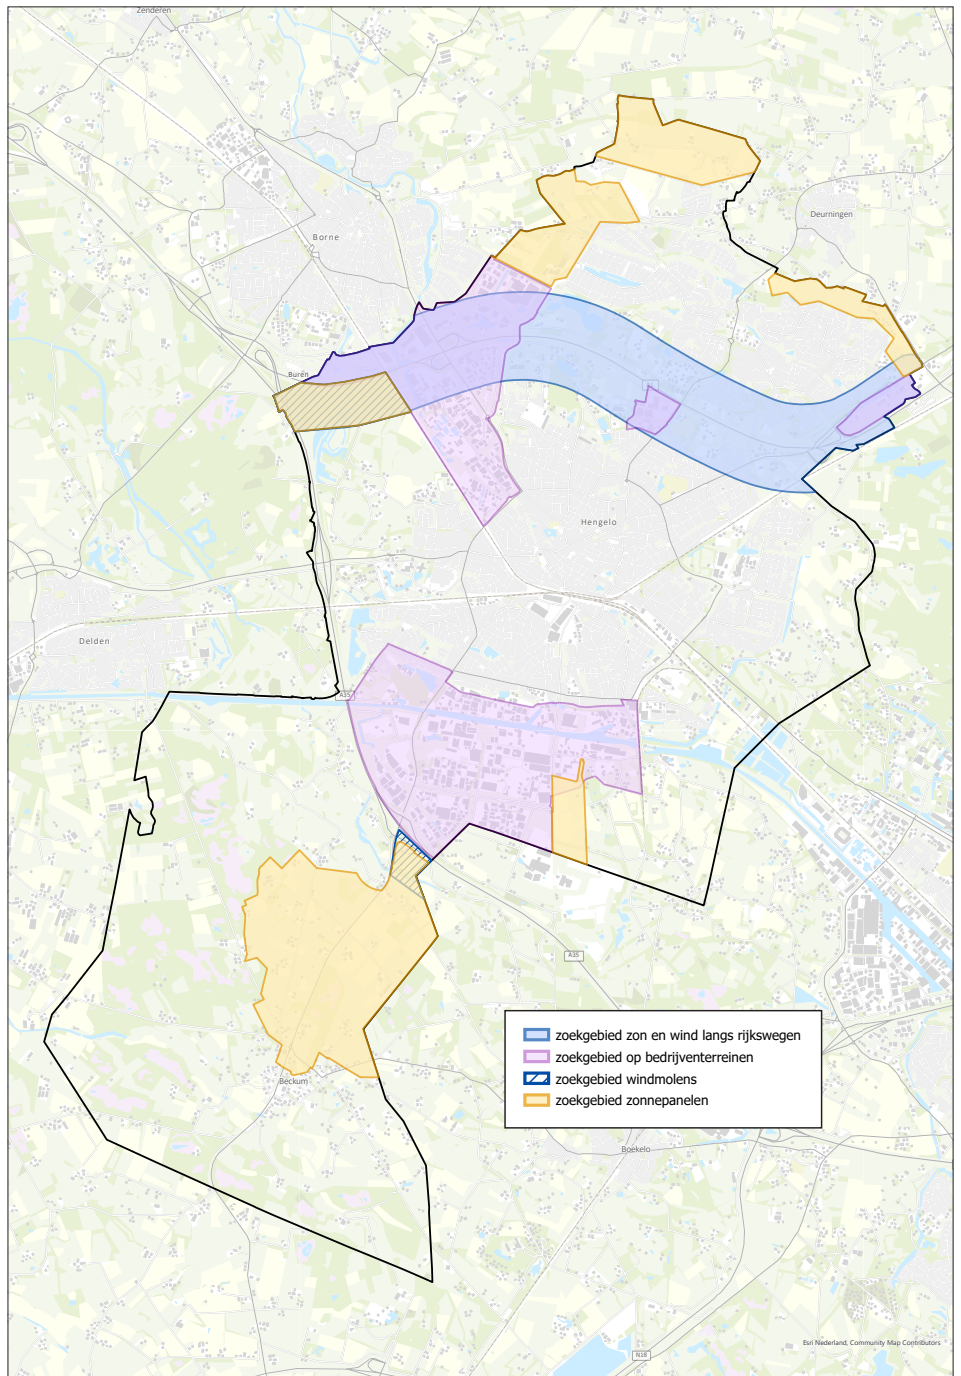 Zenderen
Deurningen
Borne
Buren
Hengelo
Delden
A35
A35
zoekgebied zon en wind langs rijkswegen
zoekgebied op bedrijventerreinen
zoekgebied windmolens
zoekgebied zonnepanelen
Beckum
Boekelo
Esri Nederland, Community Map Contributors
N18